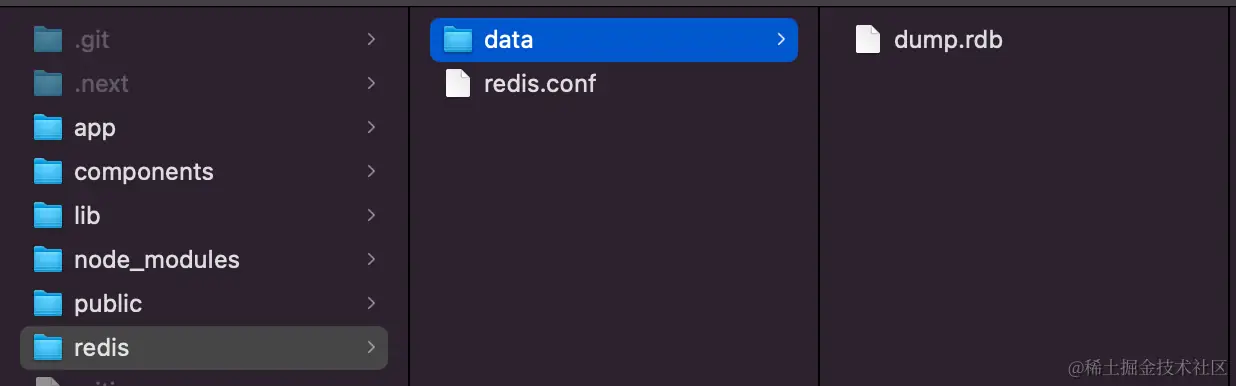 .git
.next
app
components
lib
node_modules
public
redis
data
redis.conf
dump.rdb
@稀土掘金技术社区